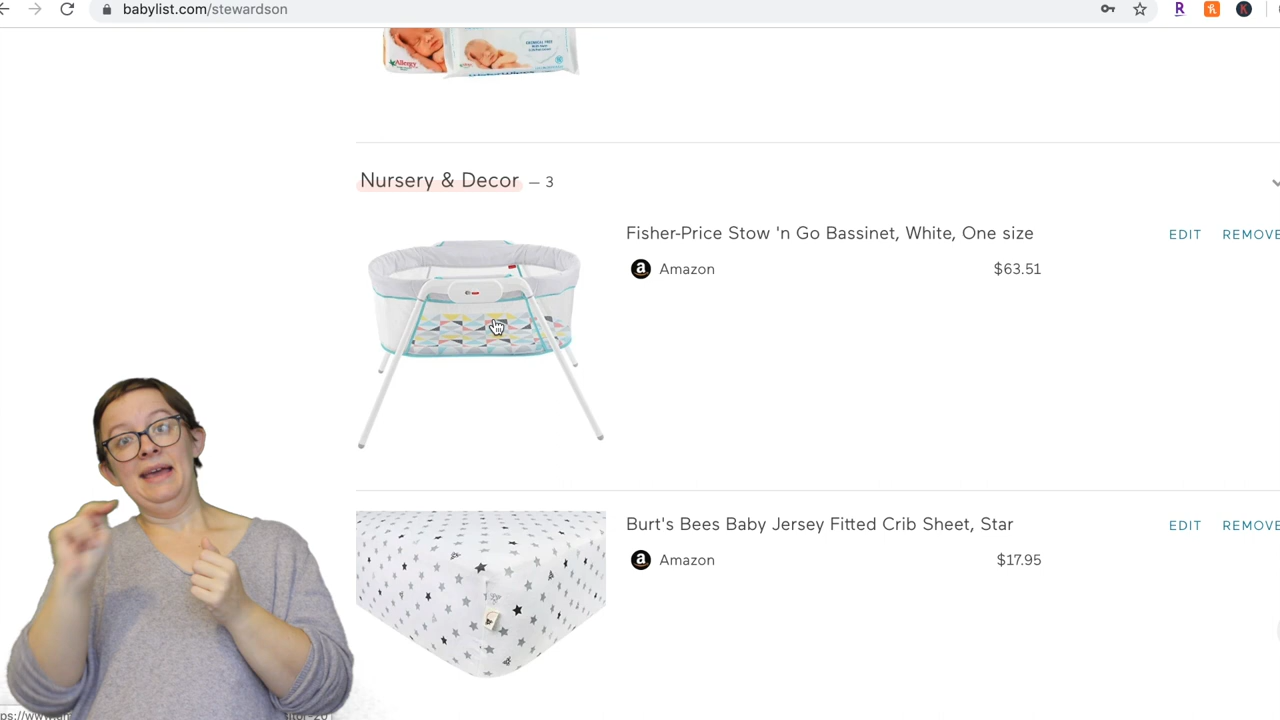 babylist.com/stewardson
R
Allergy
Nursery & Decor — 3
Fisher-Price Stow 'n Go Bassinet, White, One size
EDIT
REMOVE
a Amazon
$63.51
Burt's Bees Baby Jersey Fitted Crib Sheet, Star
EDIT
REMOVE
a Amazon
$17.95